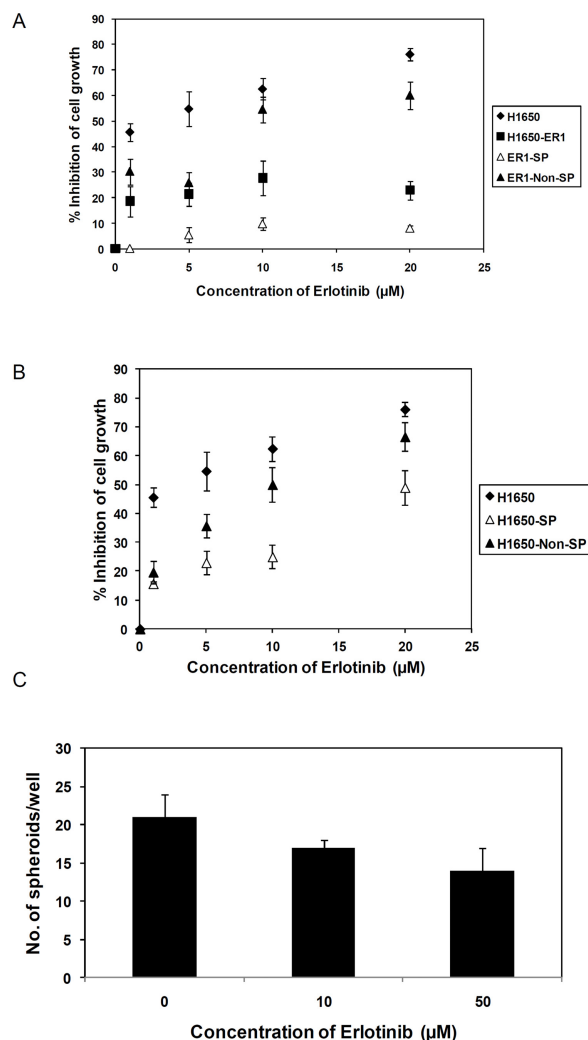 A
% Inhibition of cell growth
90
80
70
60
50
40
30
20
10
0
0 5 10 15 20 25
Concentration of Erlotinib (µM)
H1650
H1650-ER1
ER1-SP
ER1-Non-SP
B
% Inhibition of cell growth
90
80
70
60
50
40
30
20
10
0
0 5 10 15 20 25
Concentration of Erlotinib (µM)
H1650
H1650-SP
H1650-Non-SP
C
No. of spheroids/well
30
25
20
15
10
5
0
0 10 50
Concentration of Erlotinib (µM)